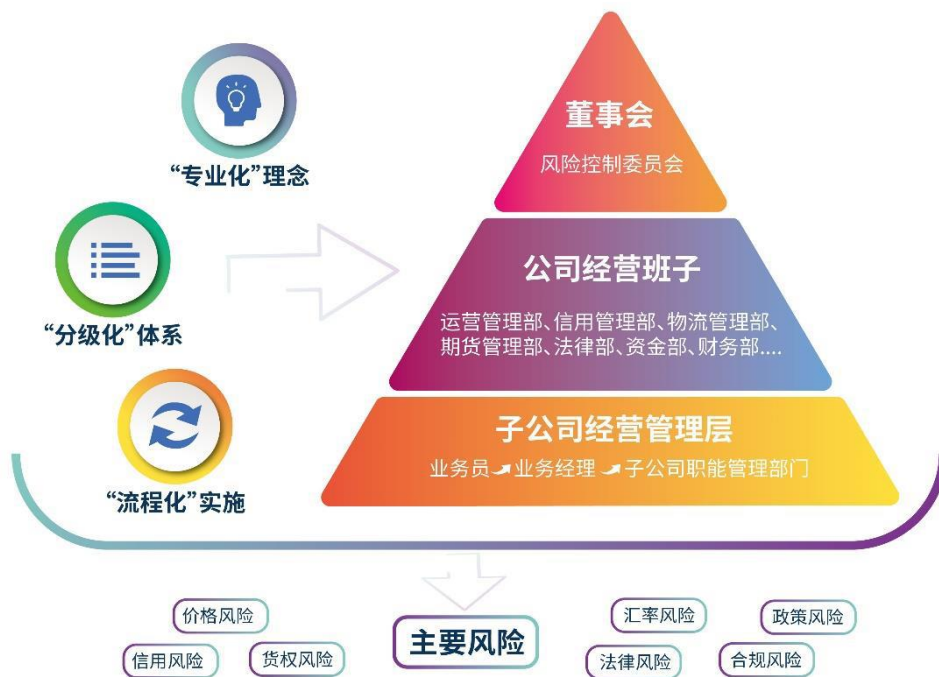 “专业化”理念
“分级化”体系
“流程化”实施
董事会
风险控制委员会
公司经营班子
运营管理部、信用管理部、物流管理部、
期货管理部、法律部、资金部、财务部....
子公司经营管理层
业务员➚业务经理➚子公司职能管理部门
主要风险
价格风险
信用风险
货权风险
汇率风险
政策风险
法律风险
合规风险